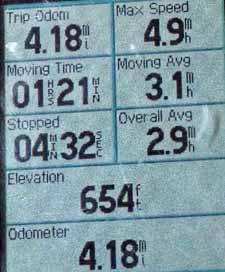 Trip Odom Max Speed
4.18 mi 4.9 mh
Moving Time Moving Avg
01 HRS 21 MIN 3.1 mh
Stopped Overall Avg
04 MIN 32 SEC 2.9 mh
Elevation
654 ft
Odometer
4.18 mi